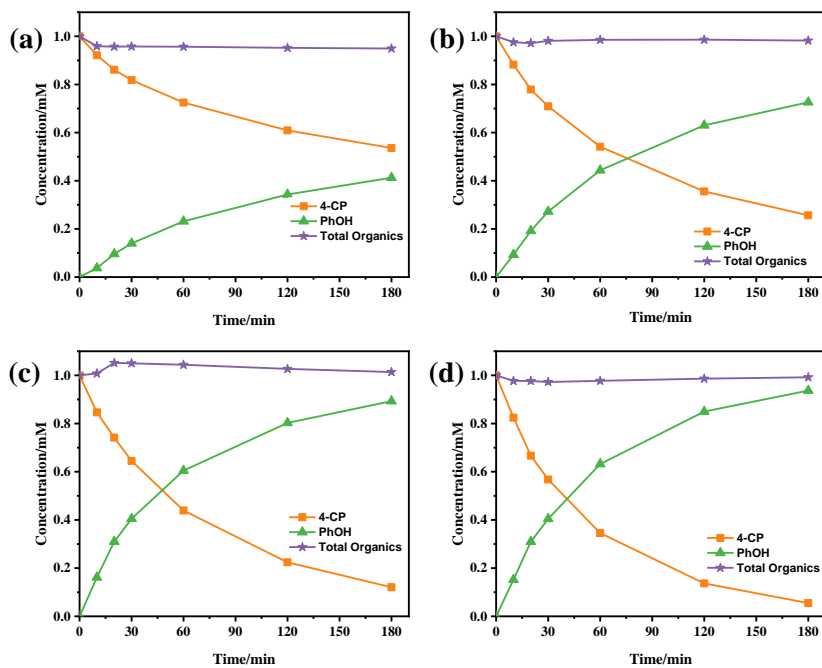 (a)
Concentration/mM
1.0
0.8
0.6
0.4
0.2
0.0
4-CP
PhOH
Total Organics
0 30 60 90 120 150 180
Time/min
(b)
Concentration/mM
1.0
0.8
0.6
0.4
0.2
0.0
4-CP
PhOH
Total Organics
0 30 60 90 120 150 180
Time/min
(c)
Concentration/mM
1.0
0.8
0.6
0.4
0.2
0.0
4-CP
PhOH
Total Organics
0 30 60 90 120 150 180
Time/min
(d)
Concentration/mM
1.0
0.8
0.6
0.4
0.2
0.0
4-CP
PhOH
Total Organics
0 30 60 90 120 150 180
Time/min